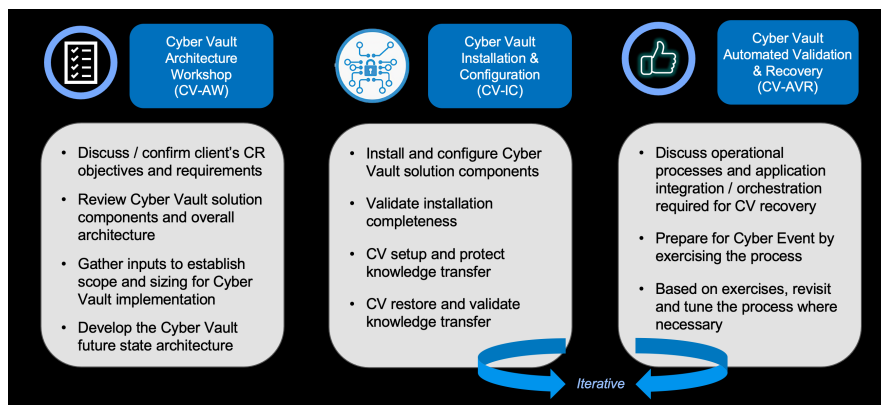 Cyber Vault
Architecture
Workshop
(CV-AW)
• Discuss / confirm client's CR
objectives and requirements
• Review Cyber Vault solution
components and overall
architecture
• Gather inputs to establish
scope and sizing for Cyber
Vault implementation
• Develop the Cyber Vault
future state architecture
Cyber Vault
Installation &
Configuration
(CV-IC)
• Install and configure Cyber
Vault solution components
• Validate installation
completeness
• CV setup and protect
knowledge transfer
• CV restore and validate
knowledge transfer
Cyber Vault
Automated Validation
& Recovery
(CV-AVR)
• Discuss operational
processes and application
integration / orchestration
required for CV recovery
• Prepare for Cyber Event by
exercising the process
• Based on exercises, revisit
and tune the process where
necessary
Iterative